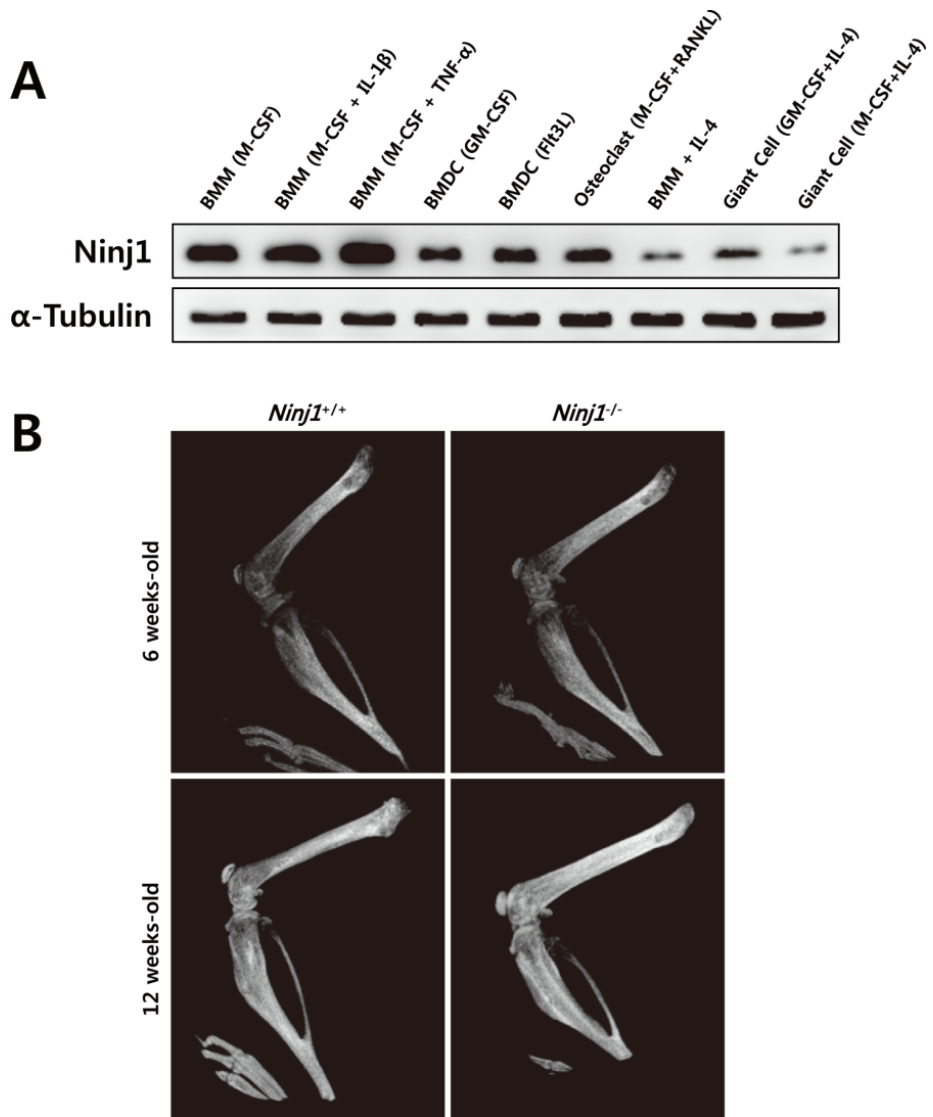 A
BMM (M-CSF)
BMM (M-CSF + IL-1β)
BMM (M-CSF + TNF-α)
BMDC (GM-CSF)
BMDC (Flt3L)
Osteoclast (M-CSF+RANKL)
BMM + IL-4
Giant Cell (GM-CSF+IL-4)
Giant Cell (M-CSF+IL-4)
Ninj1
α-Tubulin
B
Ninj1+/+
Ninj1-/-
6 weeks-old
12 weeks-old